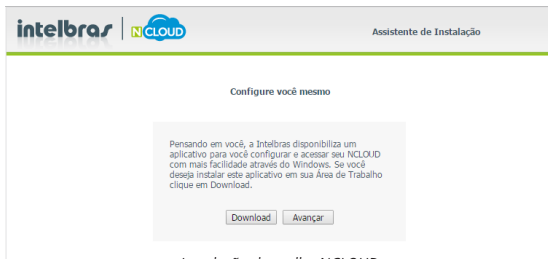 intelbras | NCLOUD
Assistente de Instalação
Configure você mesmo
Pensando em você, a Intelbras disponibiliza um
aplicativo para você configurar e acessar seu NCLOUD
com mais facilidade através do Windows. Se você
deseja instalar este aplicativo em sua Área de Trabalho
clique em Download.
Download Avançar
NCLOUD